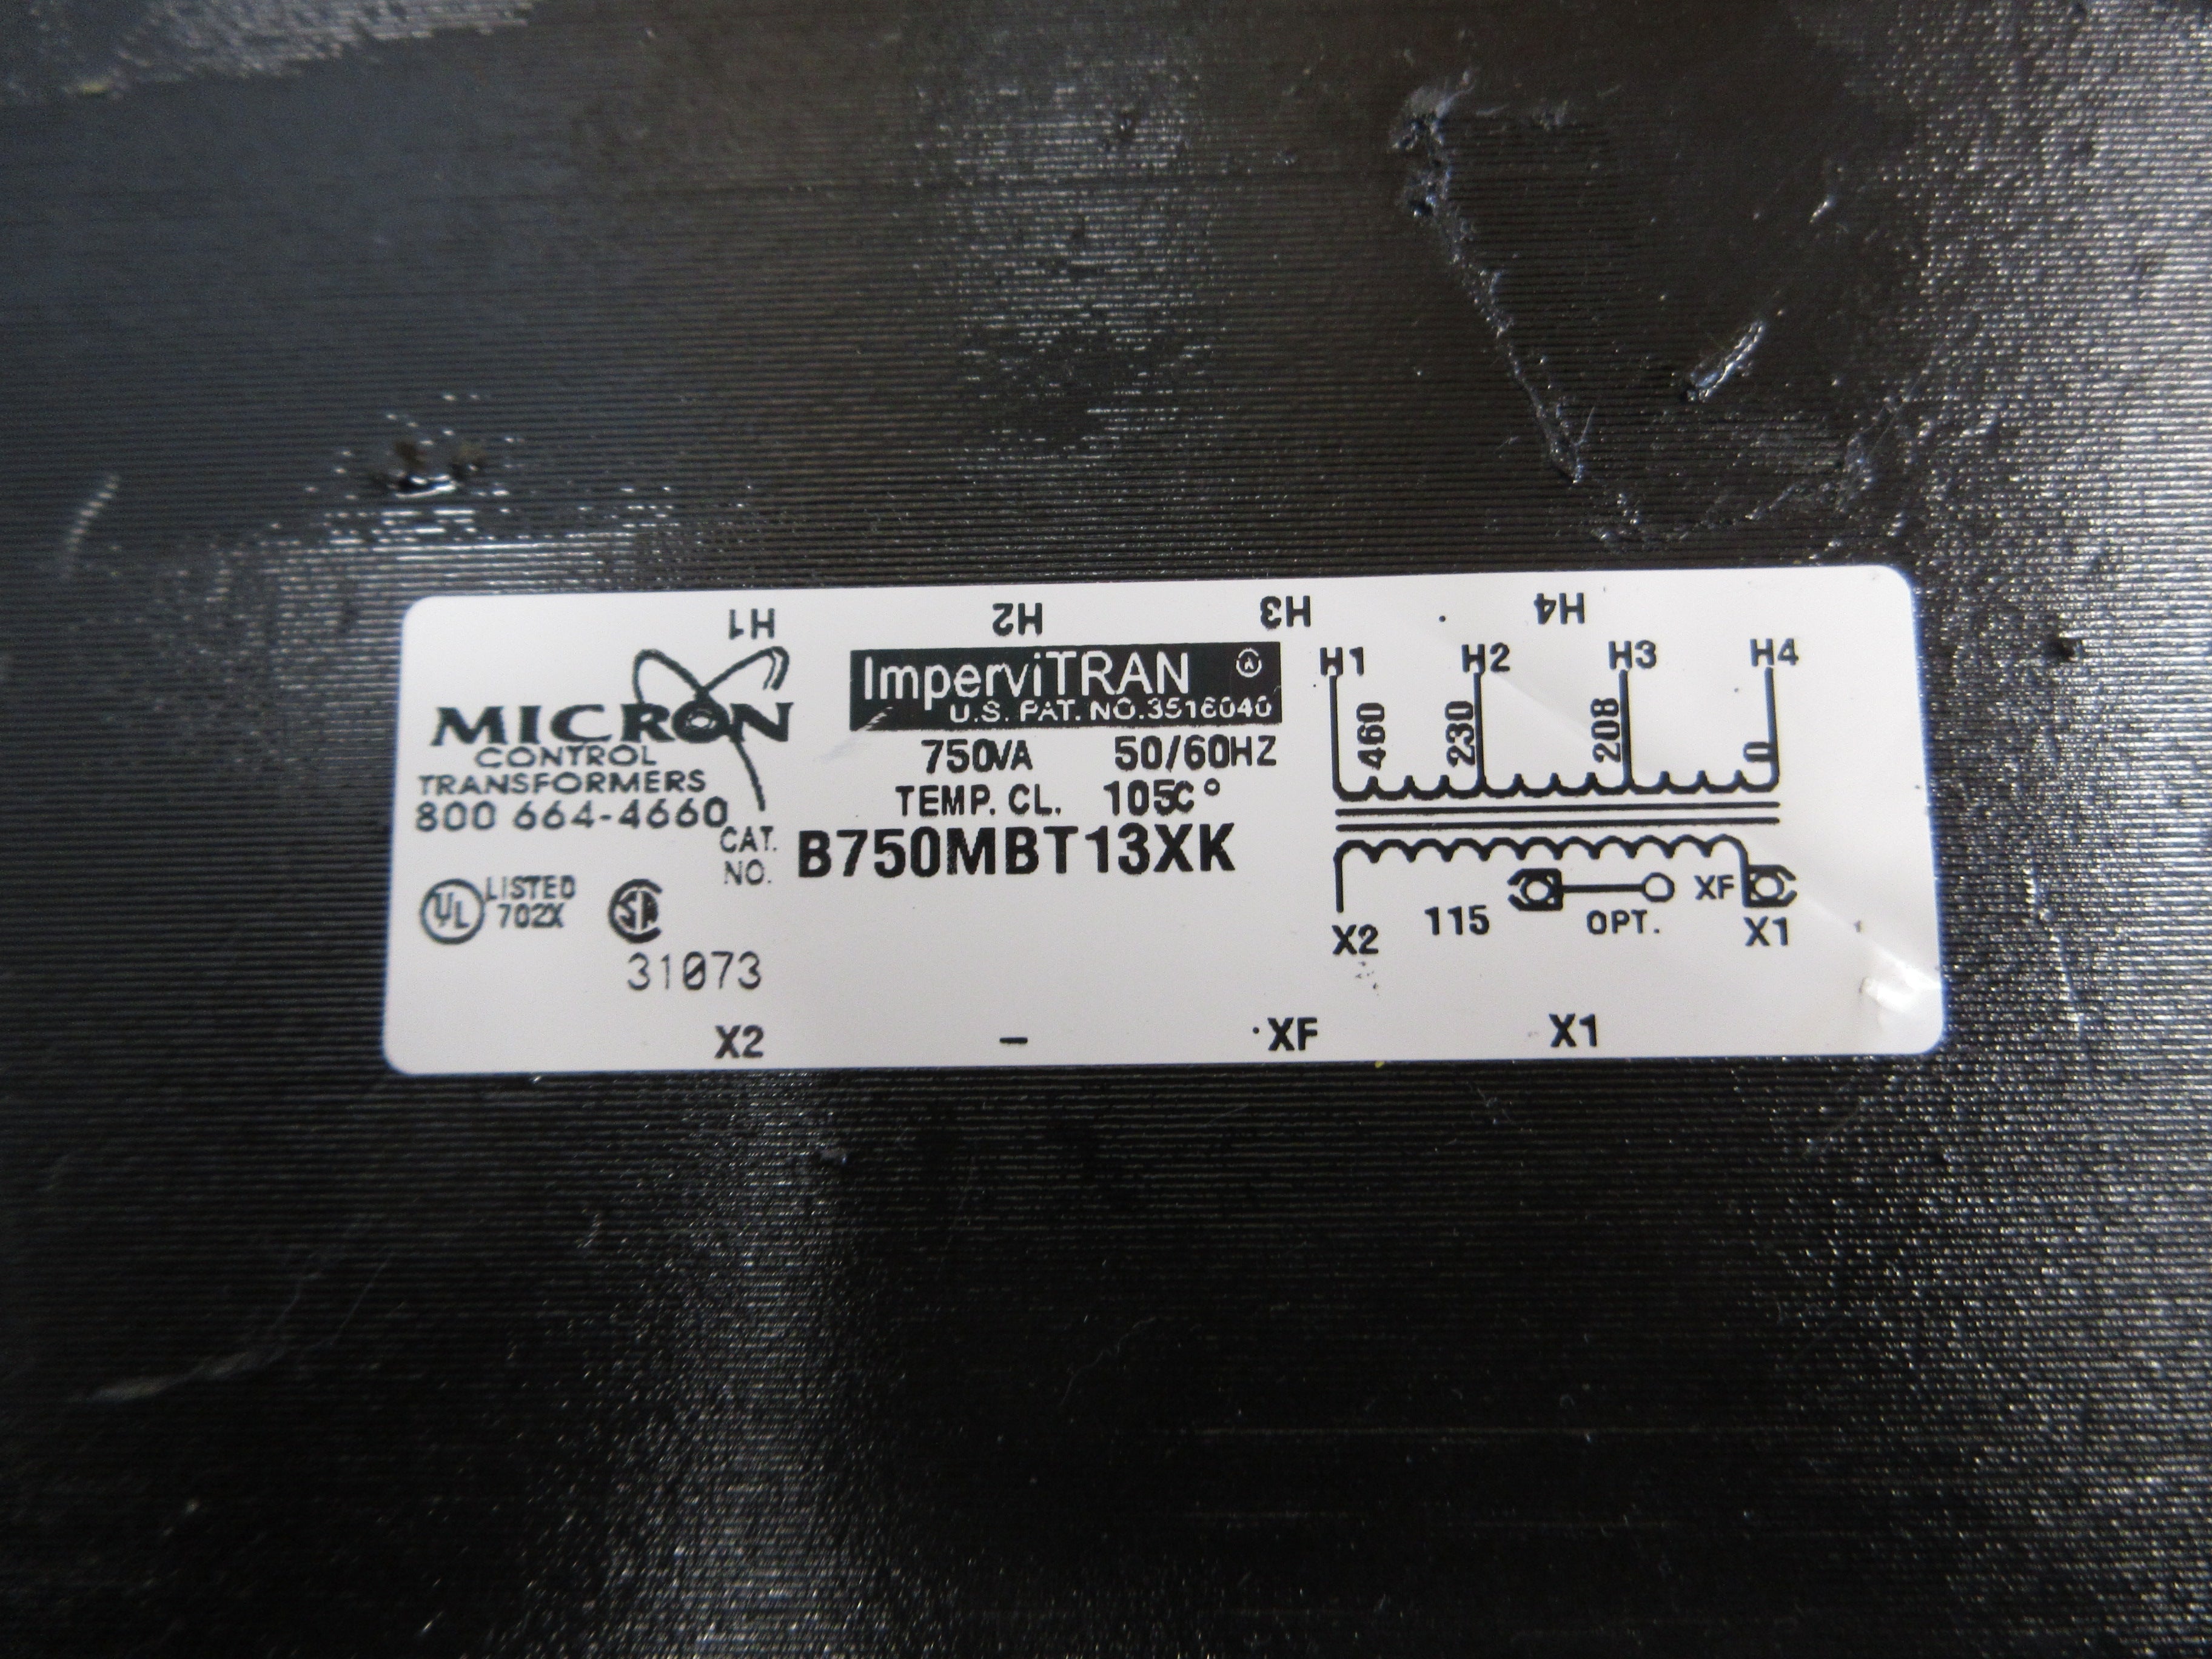 H1 H2 H3 H4
MICRON
CONTROL
TRANSFORMERS
800 664-4660
ImperviTRAN ®
U.S. PAT. NO.3516040
750VA 50/60HZ
TEMP. CL. 105C°
CAT. NO. B750MBT13XK
UL LISTED
702X
SA
31073
H1 H2 H3 H4
460 230 208 0
115 OPT. XF
X2 X1
X2 – XF X1